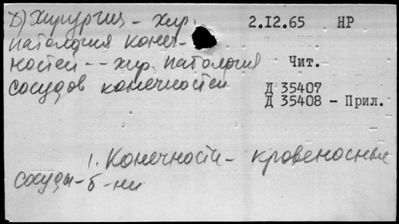 Д) Хирургия - хир.
патология конеч-
ностей -- хир. патология
сосудов конечностей
2.I2.65 НР
Чит.
Д 35407
Д 35408 - Прил.
1. Конечности - кровеносные
сосуды - б-ни